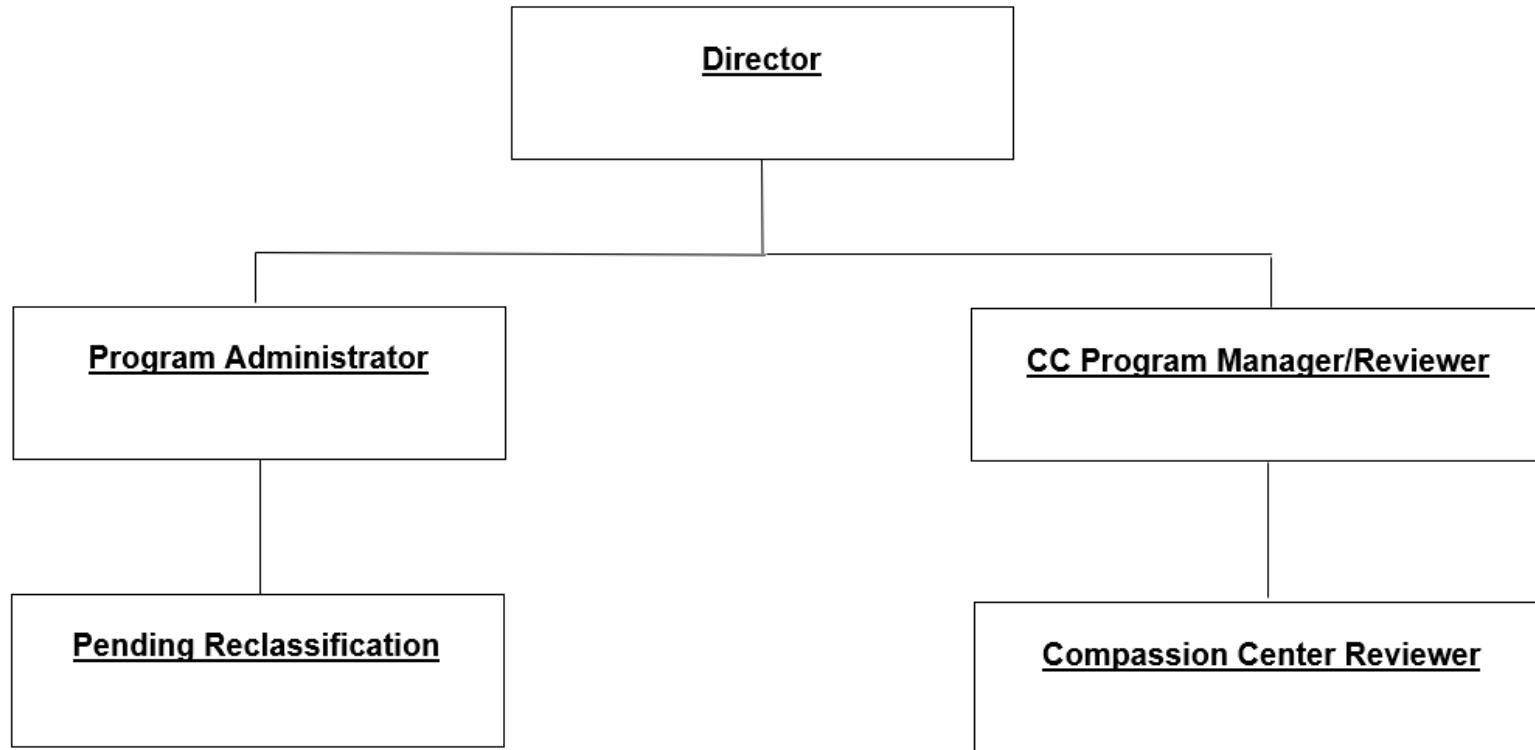 Director
Program Administrator
CC Program Manager/Reviewer
Pending Reclassification
Compassion Center Reviewer